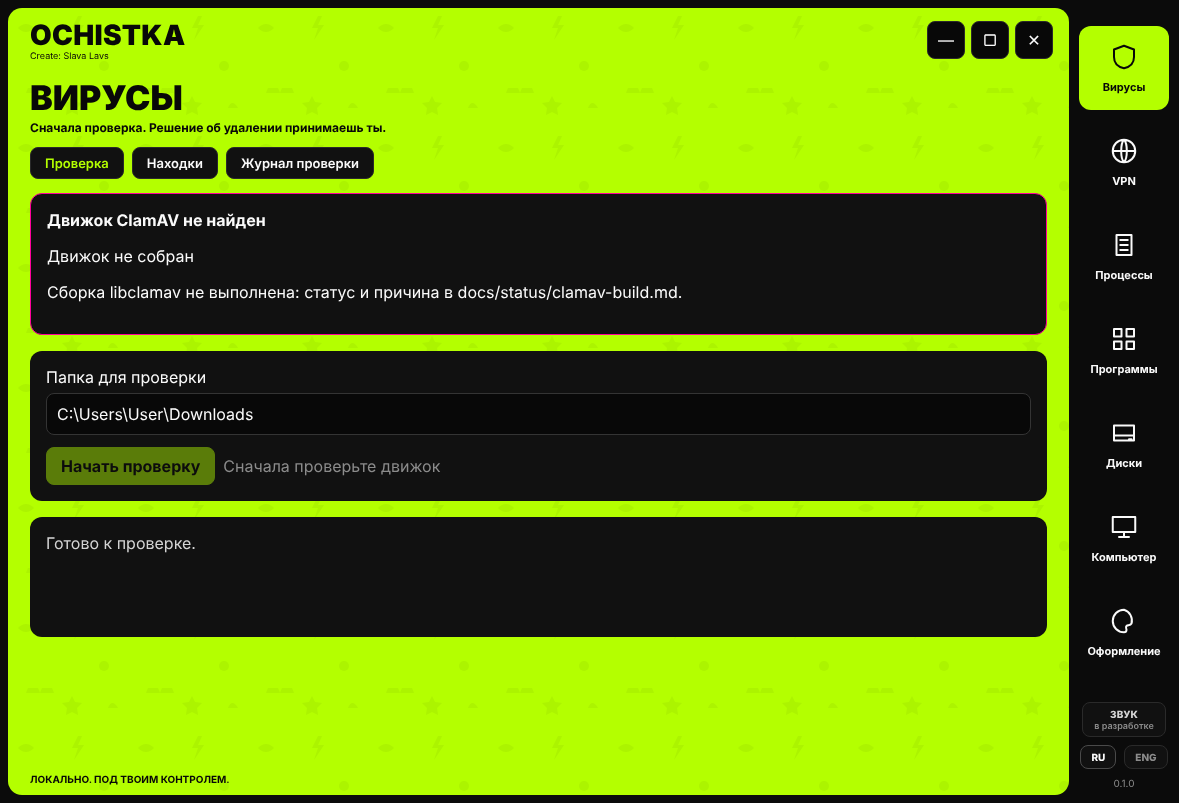 OCHISTKA
Create: Slava Lavs
ВИРУСЫ
Сначала проверка. Решение об удалении принимаешь ты.
Проверка
Находки
Журнал проверки
Движок ClamAV не найден
Движок не собран
Сборка libclamav не выполнена: статус и причина в docs/status/clamav-build.md.
Папка для проверки
C:\Users\User\Downloads
Начать проверку
Сначала проверьте движок
Готово к проверке.
ЛОКАЛЬНО. ПОД ТВОИМ КОНТРОЛЕМ.
Вирусы
VPN
Процессы
Программы
Диски
Компьютер
Оформление
ЗВУК
в разработке
RU
ENG
0.1.0